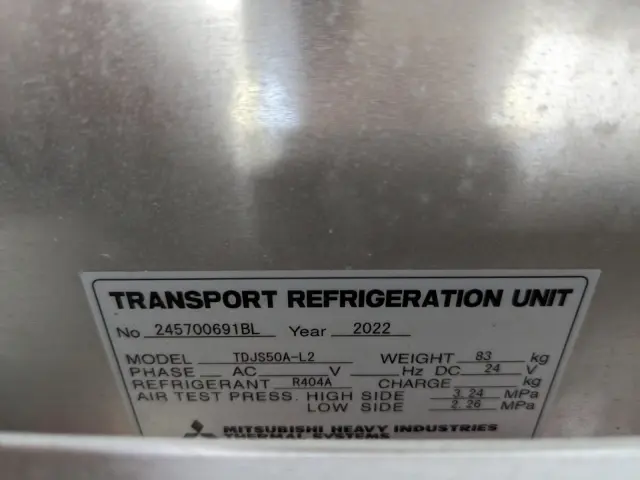 TRANSPORT REFRIGERATION UNIT
No 245700691BL Year 2022
MODEL TDJS50A-L2 WEIGHT 83 kg
PHASE AC V Hz DC 24 V
REFRIGERANT R404A CHARGE kg
AIR TEST PRESS. HIGH SIDE 3.24 MPa
LOW SIDE 2.26 MPa
MITSUBISHI HEAVY INDUSTRIES
THERMAL SYSTEMS